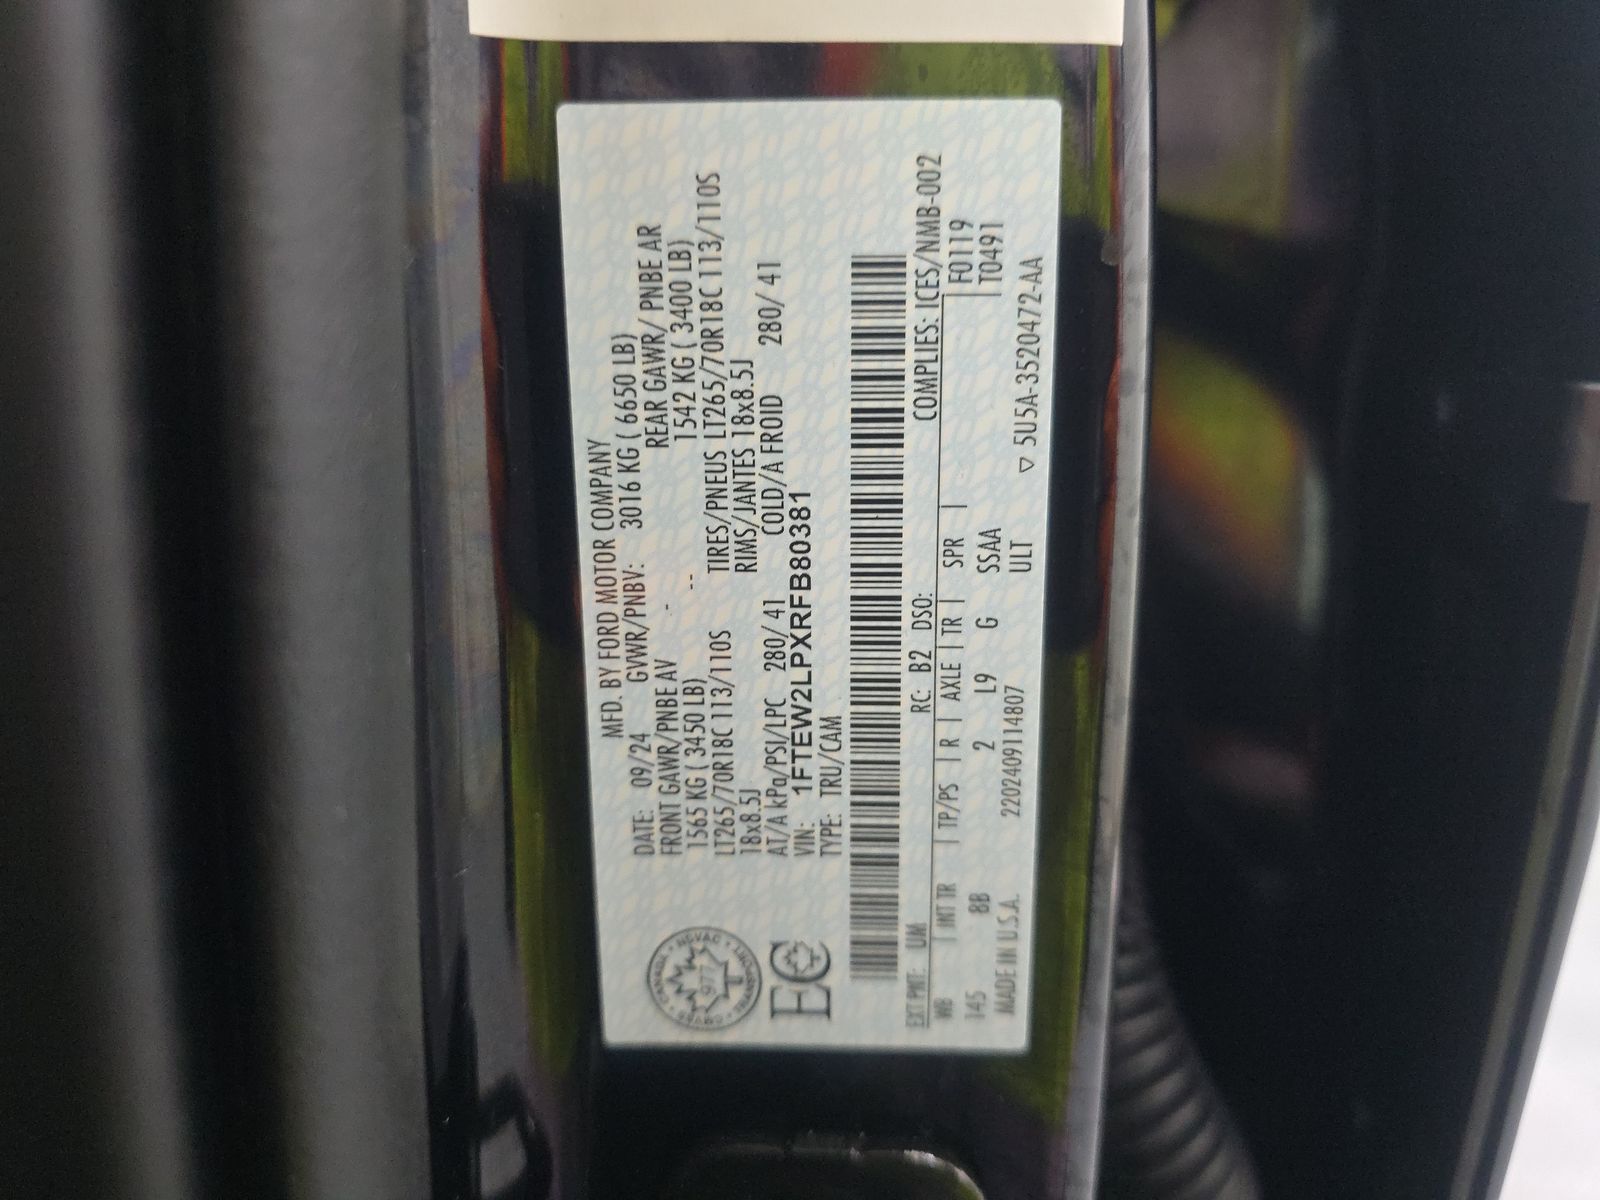 MFD. BY FORD MOTOR COMPANY
DATE: 09/24 GVWR/PNBV: 3016 KG ( 6650 LB)
FRONT GAWR/PNBE AV REAR GAWR/ PNBE AR
1565 KG ( 3450 LB) - -- 1542 KG ( 3400 LB)
LT265/70R18C 113/110S TIRES/PNEUS LT265/70R18C 113/110S
18x8.5J RIMS/JANTES 18x8.5J
AT/A kPa/PSI/LPC 280/ 41 COLD/A FROID 280/ 41
VIN: 1FTEW2LPXRFB80381
TYPE: TRU/CAM
977
EC
COMPLIES: ICES/NMB-002
EXT PNT: UM RC: B2 DSO: F0119
WB | INT TR | TP/PS | R | AXLE | TR | SPR | T0491
145 8B 2 L9 G SSAA
MADE IN U.S.A. 2202409114807 ULT
▽ 5U5A-3520472-AA